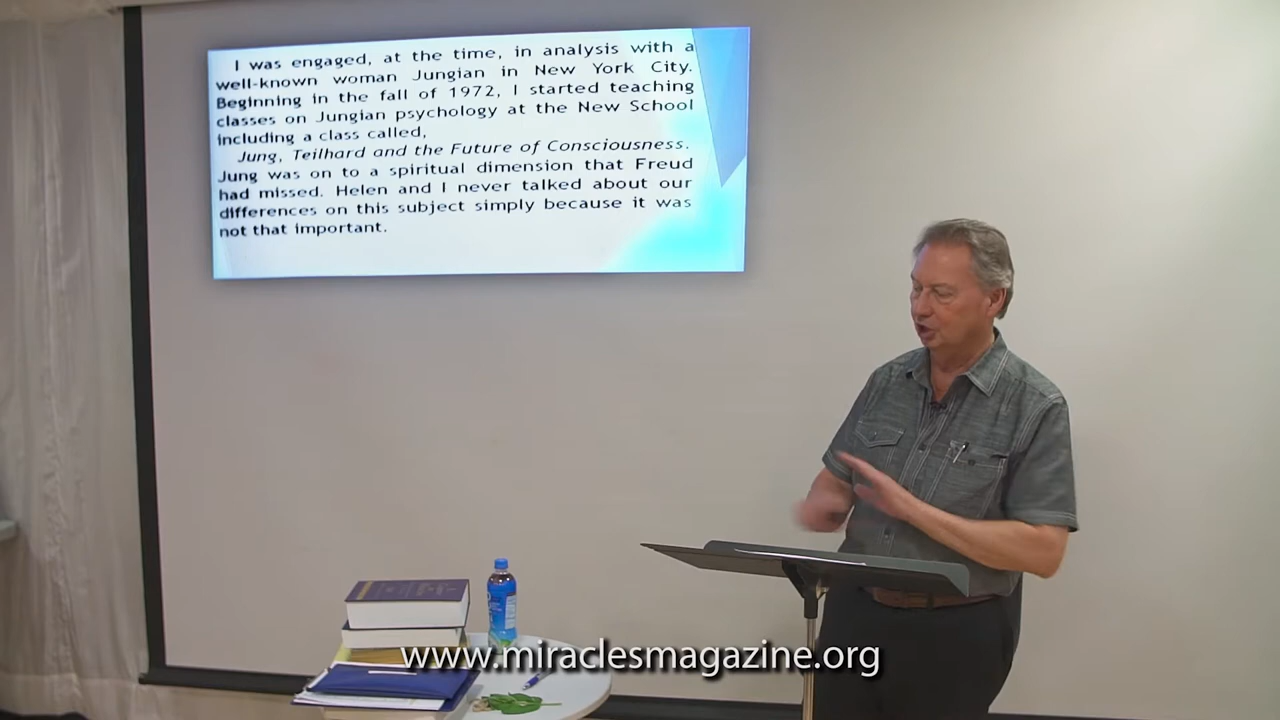 I was engaged, at the time, in analysis with a
well-known woman Jungian in New York City.
Beginning in the fall of 1972, I started teaching
classes on Jungian psychology at the New School
including a class called,
Jung, Teilhard and the Future of Consciousness.
Jung was on to a spiritual dimension that Freud
had missed. Helen and I never talked about our
differences on this subject simply because it was
not that important.
www.miraclesmagazine.org